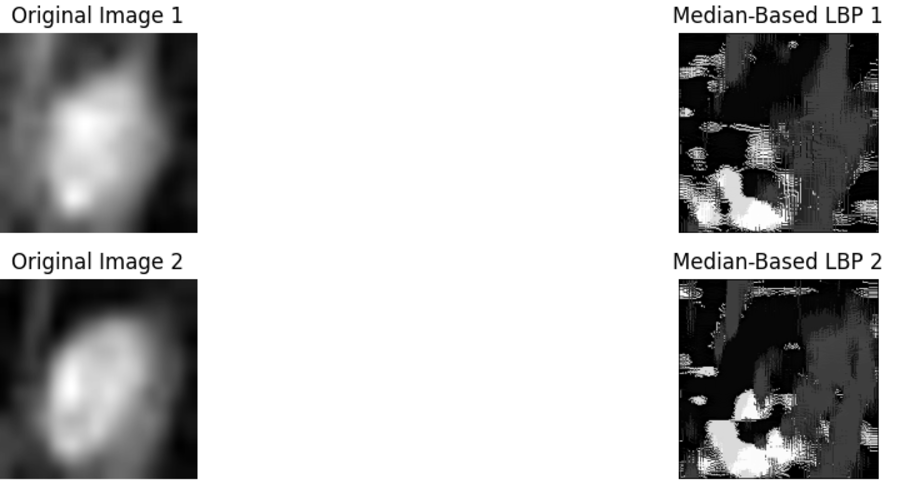 Original Image 1
Median-Based LBP 1
Original Image 2
Median-Based LBP 2